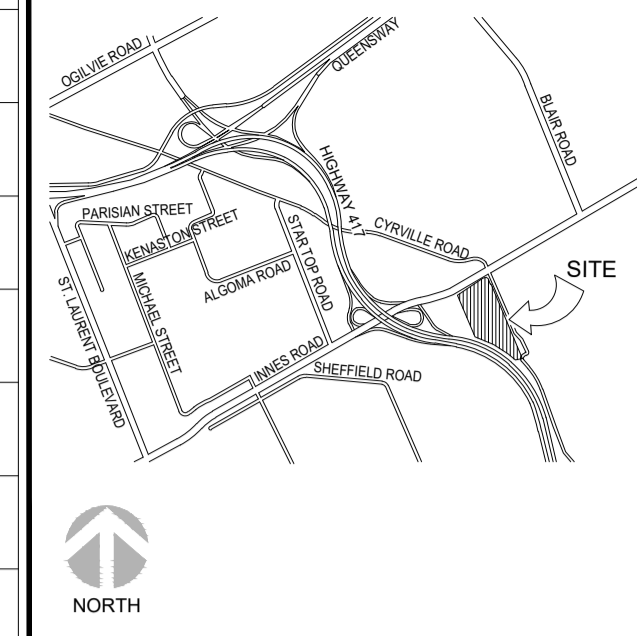 OGILVIE ROAD
QUEENSWAY
BLAIR ROAD
HIGHWAY 417
PARISIAN STREET
KENASTON STREET
STAR TOP ROAD
CYRVILLE ROAD
SITE
ALGOMA ROAD
ST. LAURENT BOULEVARD
MICHAEL STREET
INNES ROAD
SHEFFIELD ROAD
NORTH